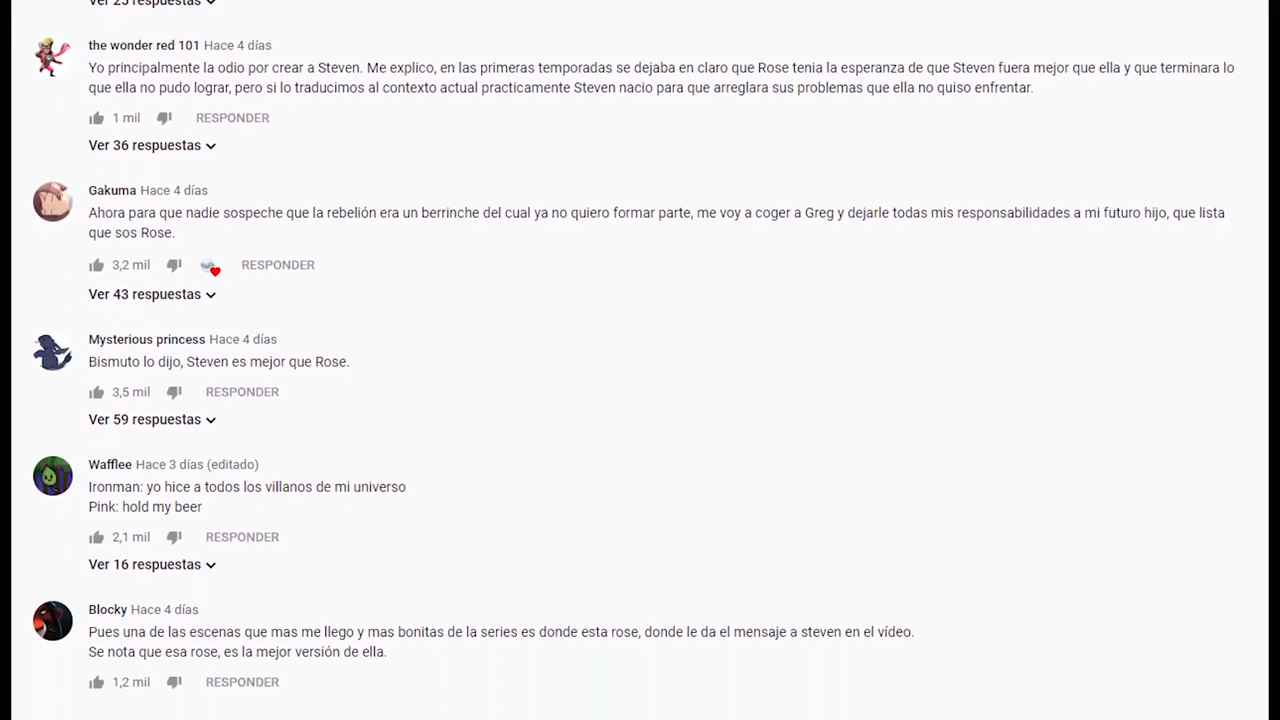 Ver 25 respuestas
the wonder red 101 Hace 4 días
Yo principalmente la odio por crear a Steven. Me explico, en las primeras temporadas se dejaba en claro que Rose tenia la esperanza de que Steven fuera mejor que ella y que terminara lo
que ella no pudo lograr, pero si lo traducimos al contexto actual practicamente Steven nacio para que arreglara sus problemas que ella no quiso enfrentar.
1 mil RESPONDER
Ver 36 respuestas
Gakuma Hace 4 días
Ahora para que nadie sospeche que la rebelión era un berrinche del cual ya no quiero formar parte, me voy a coger a Greg y dejarle todas mis responsabilidades a mi futuro hijo, que lista
que sos Rose.
3,2 mil RESPONDER
Ver 43 respuestas
Mysterious princess Hace 4 días
Bismuto lo dijo, Steven es mejor que Rose.
3,5 mil RESPONDER
Ver 59 respuestas
Wafflee Hace 3 días (editado)
Ironman: yo hice a todos los villanos de mi universo
Pink: hold my beer
2,1 mil RESPONDER
Ver 16 respuestas
Blocky Hace 4 días
Pues una de las escenas que mas me llego y mas bonitas de la series es donde esta rose, donde le da el mensaje a steven en el vídeo.
Se nota que esa rose, es la mejor versión de ella.
1,2 mil RESPONDER